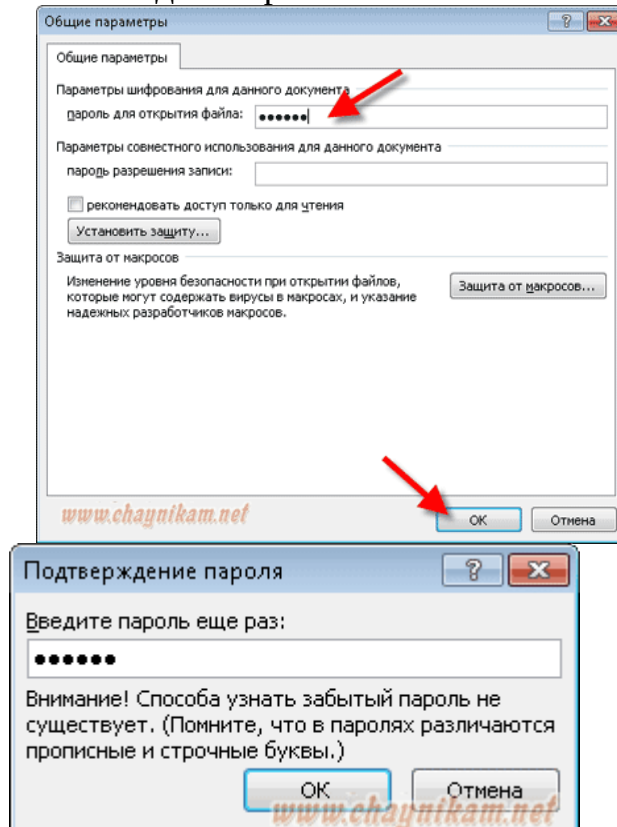 Общие параметры
Общие параметры
Параметры шифрования для данного документа
пароль для открытия файла: ●●●●●●
Параметры совместного использования для данного документа
пароль разрешения записи:
рекомендовать доступ только для чтения
Установить защиту...
Защита от макросов
Изменение уровня безопасности при открытии файлов,
которые могут содержать вирусы в макросах, и указание
надежных разработчиков макросов.
Защита от макросов...
www.chaynikam.net
ОК Отмена
Подтверждение пароля
Введите пароль еще раз:
●●●●●●
Внимание! Способа узнать забытый пароль не
существует. (Помните, что в паролях различаются
прописные и строчные буквы.)
ОК Отмена
www.chaynikam.net